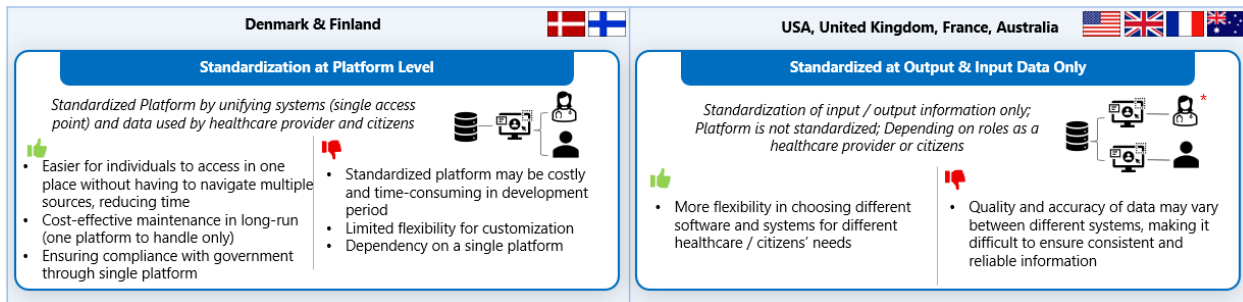 Denmark & Finland
Standardization at Platform Level
Standardized Platform by unifying systems (single access
point) and data used by healthcare provider and citizens
• Easier for individuals to access in one
place without having to navigate multiple
sources, reducing time
• Cost-effective maintenance in long-run
(one platform to handle only)
• Ensuring compliance with government
through single platform
• Standardized platform may be costly
and time-consuming in development
period
• Limited flexibility for customization
• Dependency on a single platform
USA, United Kingdom, France, Australia
Standardized at Output & Input Data Only
Standardization of input / output information only;
Platform is not standardized; Depending on roles as a
healthcare provider or citizens
*
• More flexibility in choosing different
software and systems for different
healthcare / citizens' needs
• Quality and accuracy of data may vary
between different systems, making it
difficult to ensure consistent and
reliable information